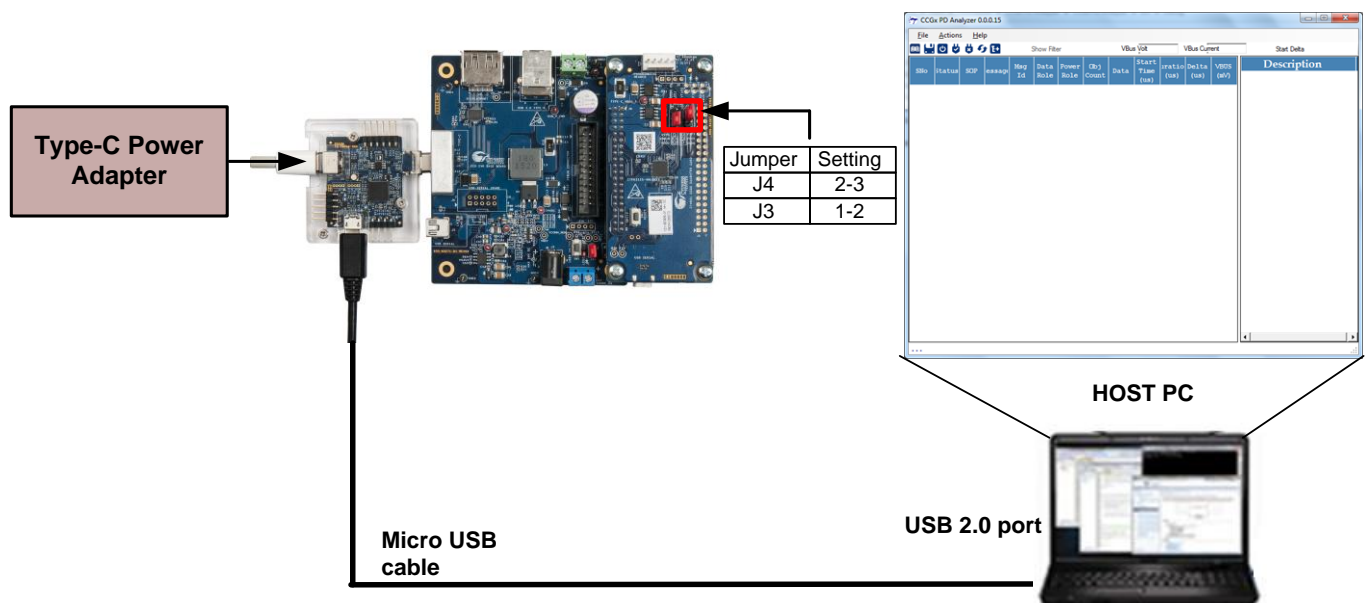 Type-C Power
Adapter
Jumper Setting
J4 2-3
J3 1-2
CCGx PD Analyzer 0.0.0.15
File Actions Help
Show Filter VBus Volt VBus Current Start Delta
SNo Status SOP essage Msg Id Data Role Power Role Obj Count Data Start Time (us) uratio (us) Delta (us) VBUS (mV) Description
HOST PC
USB 2.0 port
Micro USB
cable